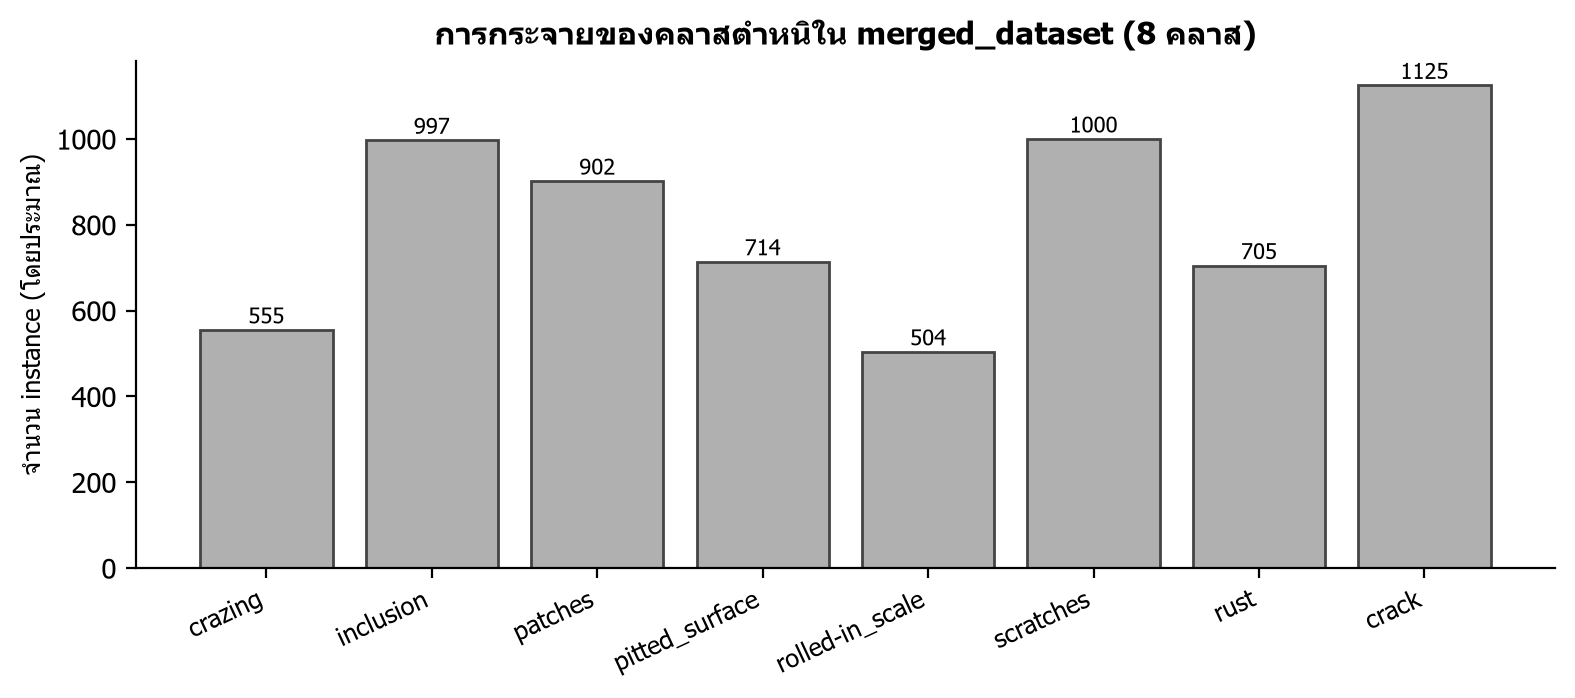 การกระจายของคลาสตำหนิใน merged_dataset (8 คลาส)
จำนวน instance (โดยประมาณ)
1000
800
600
400
200
0
555
997
902
714
504
1000
705
1125
crazing
inclusion
patches
pitted_surface
rolled-in_scale
scratches
rust
crack